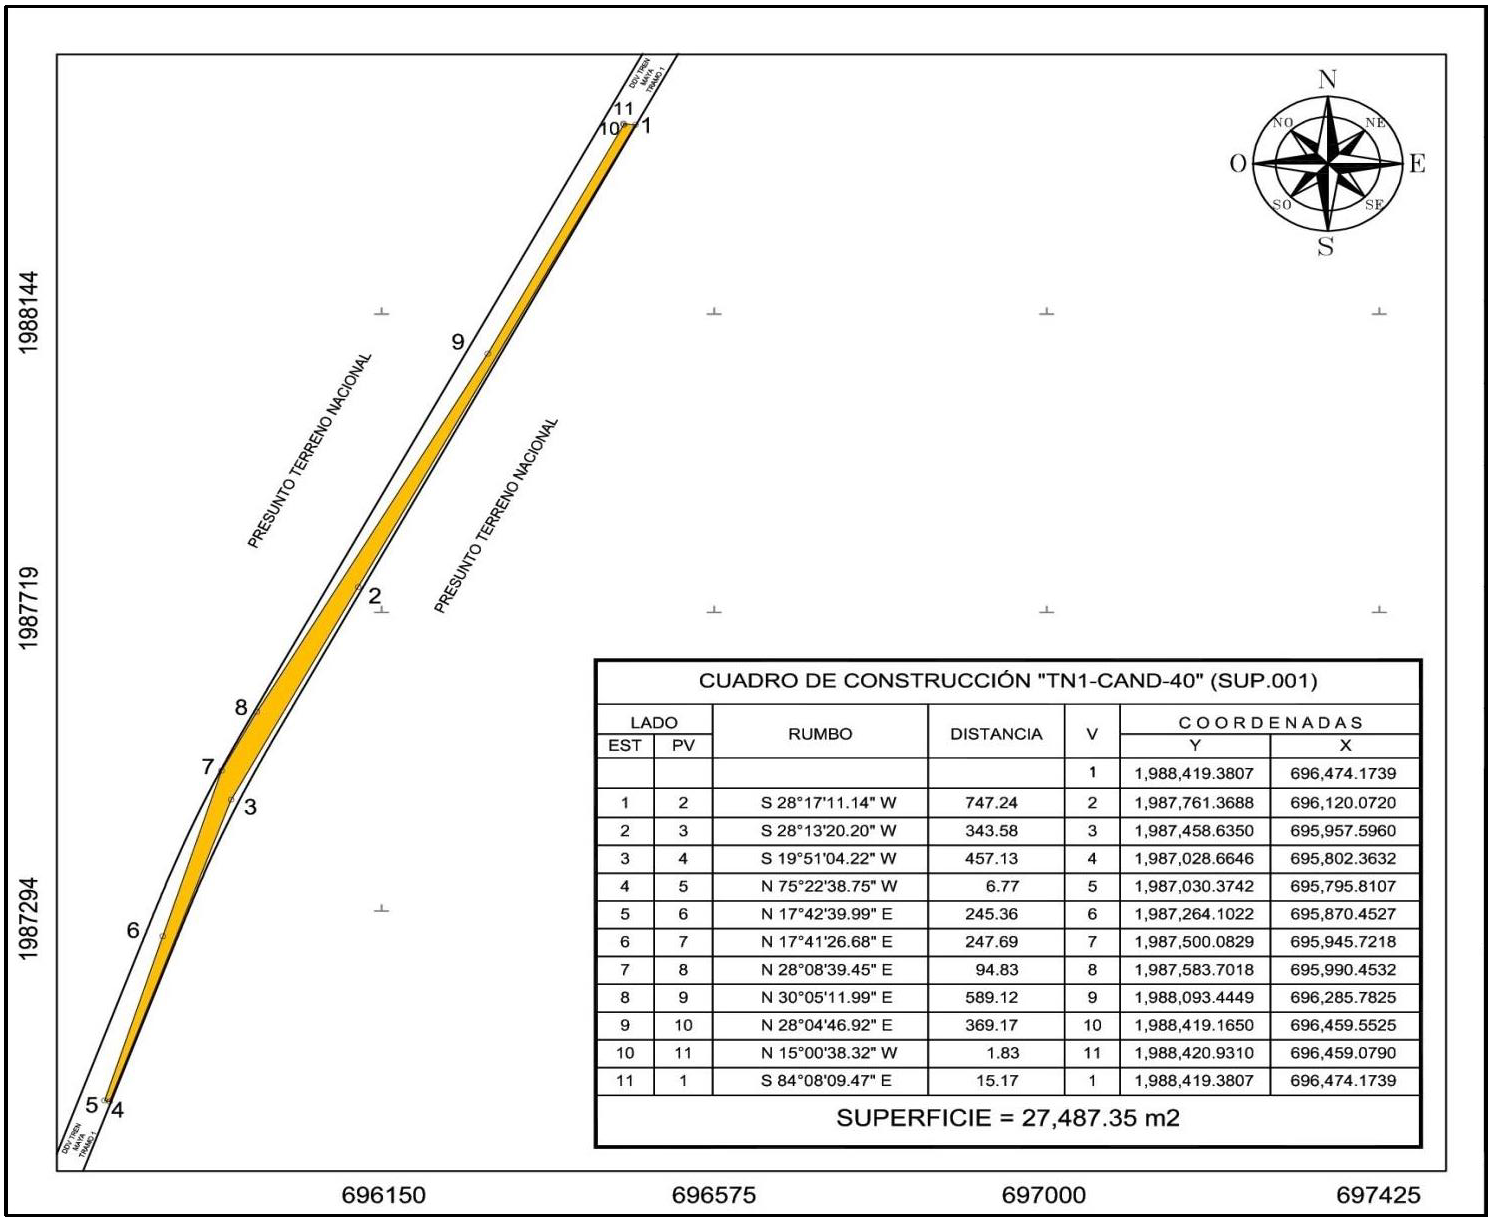 DDV TREN
MAYA
TRAMO 1
11
10
1
N
NO
NE
O
E
SO
SE
S
1988144
9
PRESUNTO TERRENO NACIONAL
PRESUNTO TERRENO NACIONAL
1987719
2
8
7
3
1987294
6
5
4
DDV TREN
MAYA
TRAMO 1
CUADRO DE CONSTRUCCIÓN "TN1-CAND-40" (SUP.001)
LADO RUMBO DISTANCIA V COORDENADAS
EST PV Y X
1 1,988,419.3807 696,474.1739
1 2 S 28°17'11.14" W 747.24 2 1,987,761.3688 696,120.0720
2 3 S 28°13'20.20" W 343.58 3 1,987,458.6350 695,957.5960
3 4 S 19°51'04.22" W 457.13 4 1,987,028.6646 695,802.3632
4 5 N 75°22'38.75" W 6.77 5 1,987,030.3742 695,795.8107
5 6 N 17°42'39.99" E 245.36 6 1,987,264.1022 695,870.4527
6 7 N 17°41'26.68" E 247.69 7 1,987,500.0829 695,945.7218
7 8 N 28°08'39.45" E 94.83 8 1,987,583.7018 695,990.4532
8 9 N 30°05'11.99" E 589.12 9 1,988,093.4449 696,285.7825
9 10 N 28°04'46.92" E 369.17 10 1,988,419.1650 696,459.5525
10 11 N 15°00'38.32" W 1.83 11 1,988,420.9310 696,459.0790
11 1 S 84°08'09.47" E 15.17 1 1,988,419.3807 696,474.1739
SUPERFICIE = 27,487.35 m2
696150
696575
697000
697425